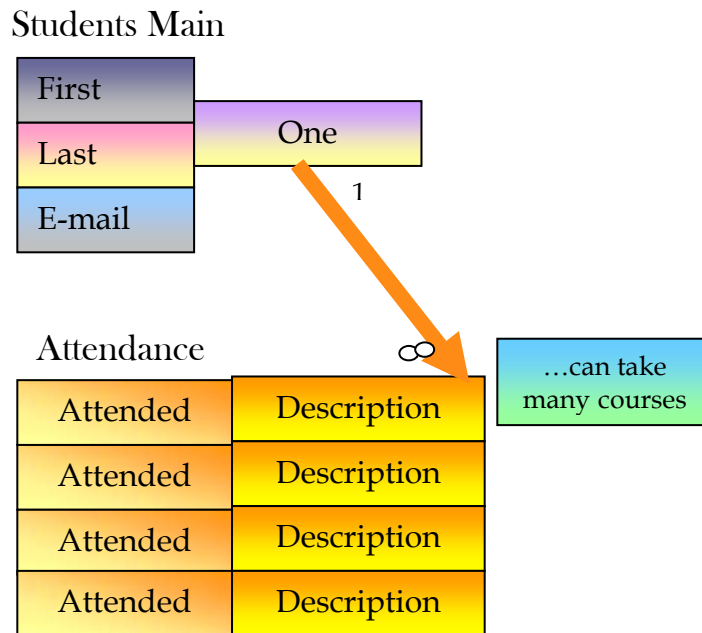 Students Main
First
One
Last
1
E-mail
Attendance
…can take
many courses
Attended
Description
Attended
Description
Attended
Description
Attended
Description